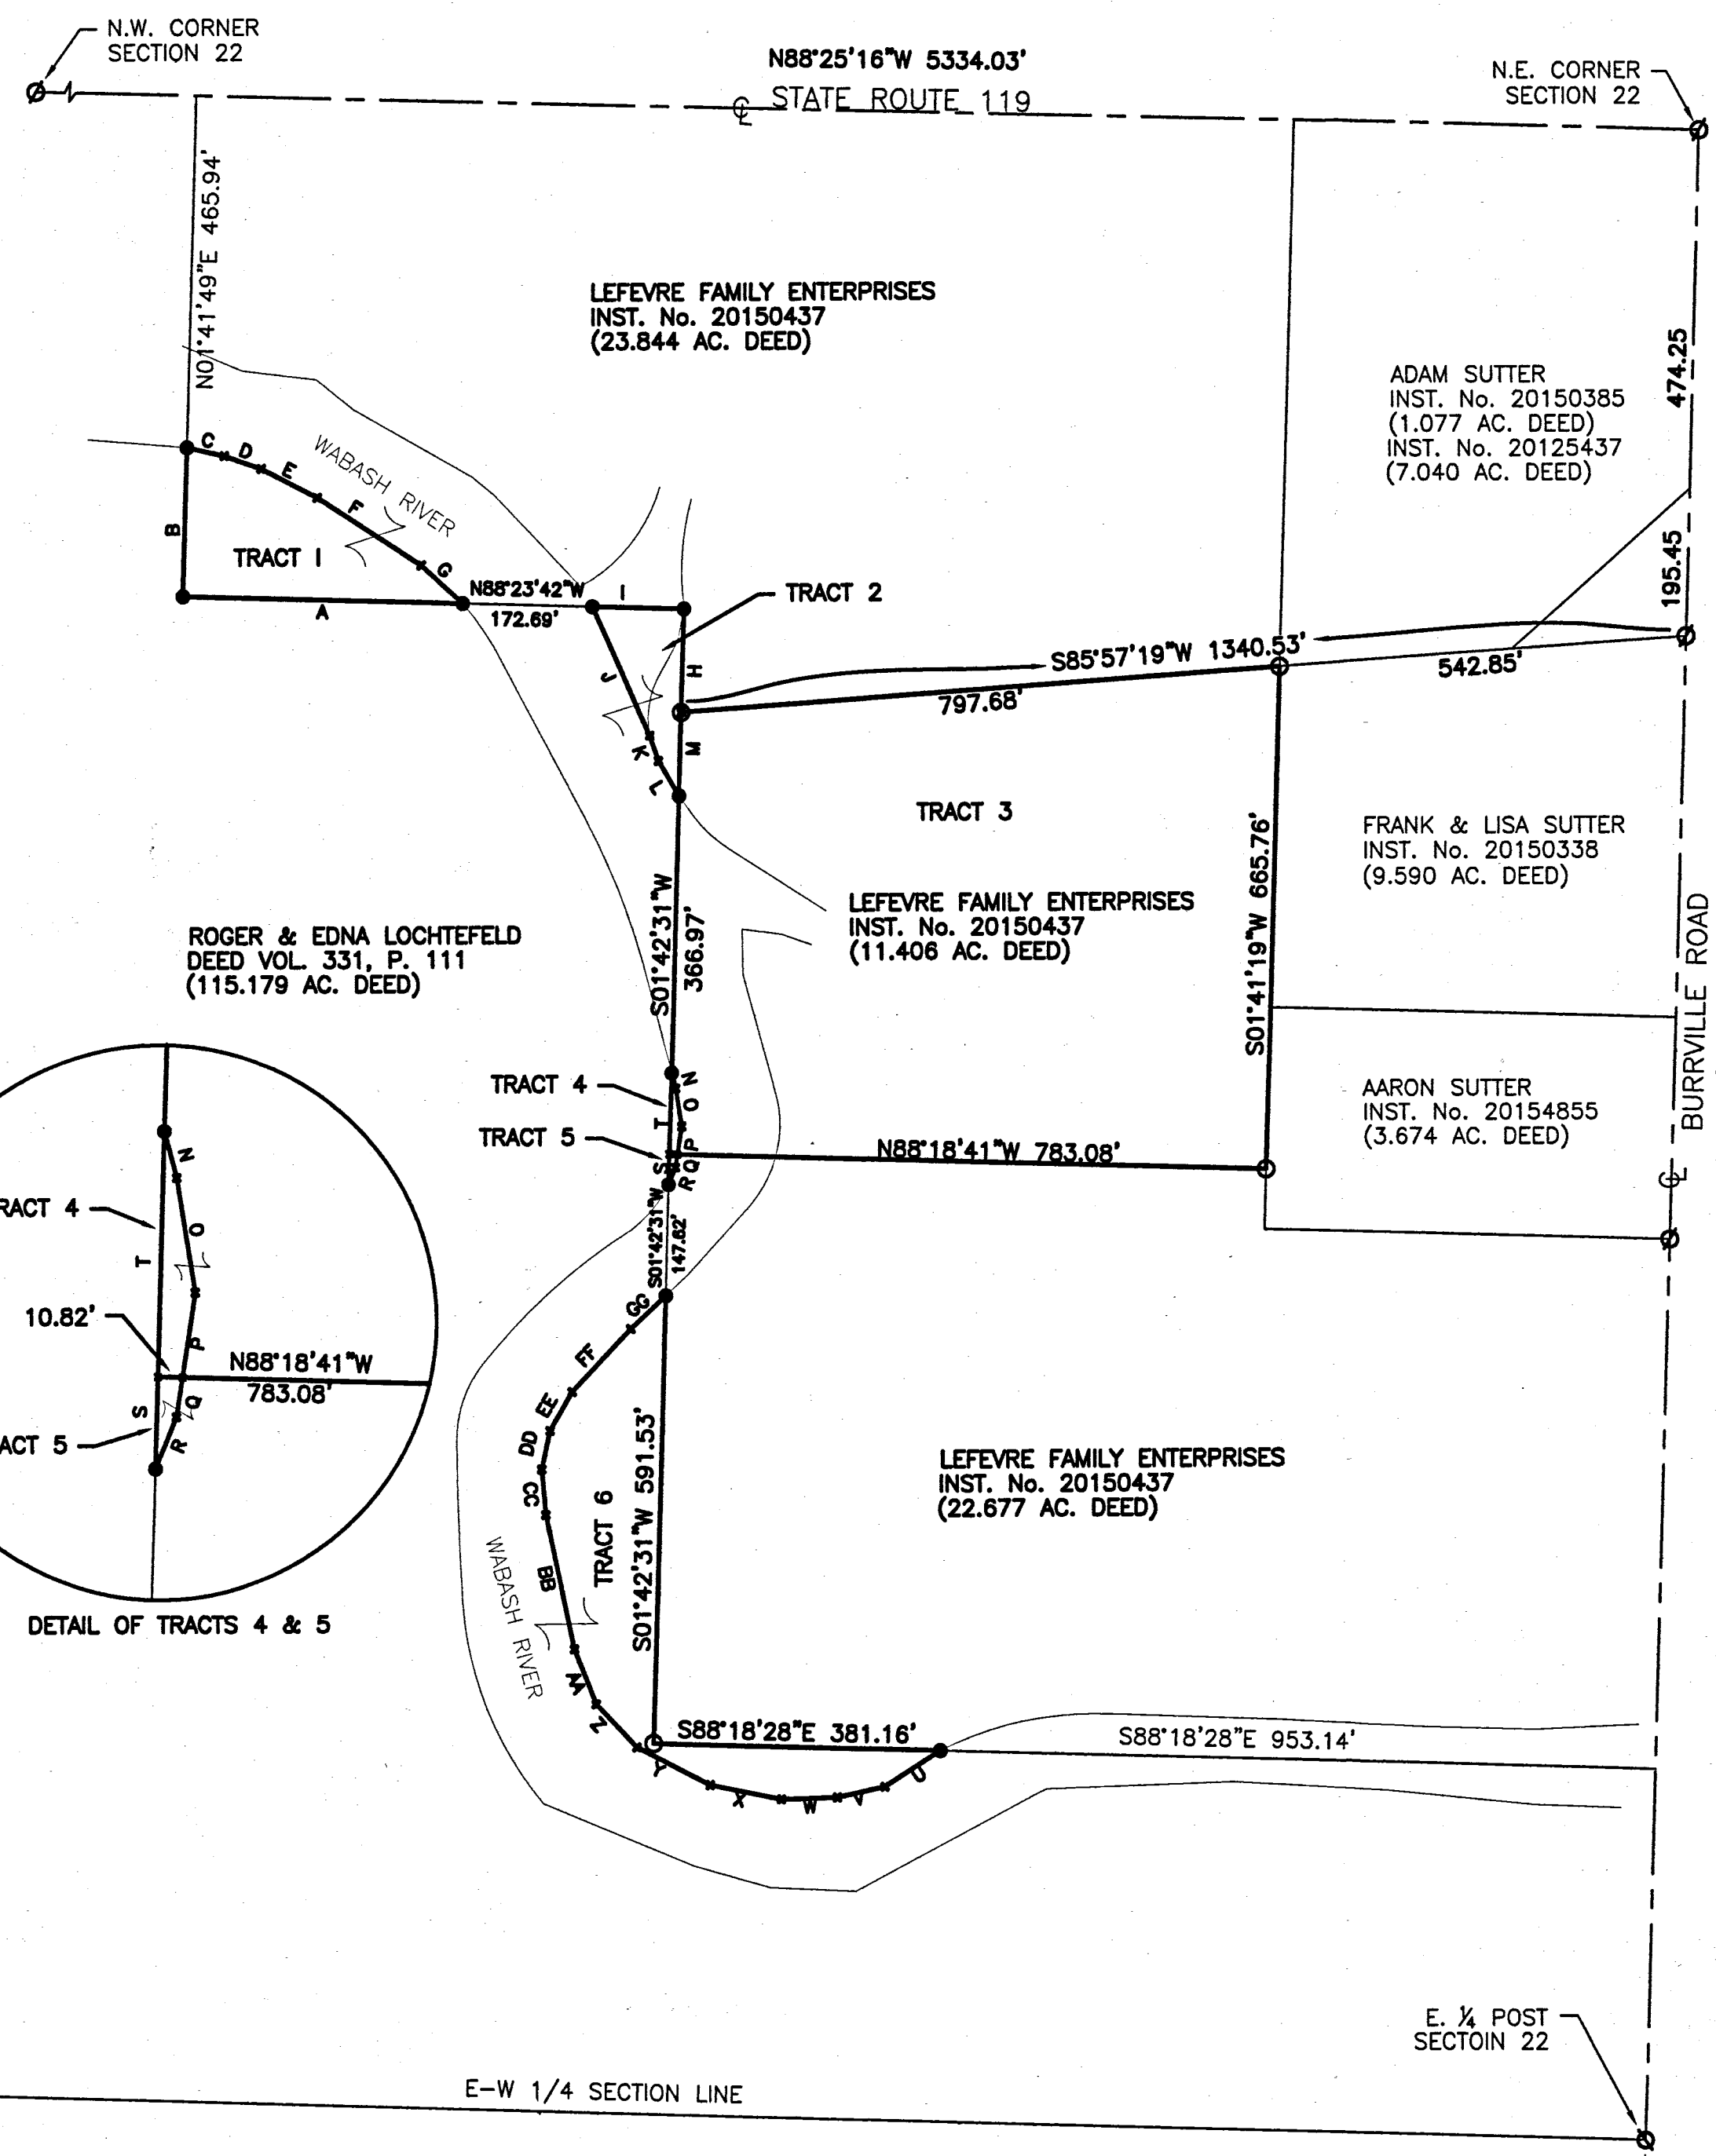 N.W. CORNER
SECTION 22
N88°25'16"W 5334.03'
STATE ROUTE 119
N.E. CORNER
SECTION 22
N01°41'49"E 465.94'
LEFEVRE FAMILY ENTERPRISES
INST. No. 20150437
(23.844 AC. DEED)
474.25
ADAM SUTTER
INST. No. 20150385
(1.077 AC. DEED)
INST. No. 20125437
(7.040 AC. DEED)
C
D
E
F
G
WABASH RIVER
B
TRACT 1
A
N88°23'42"W
172.69'
I
TRACT 2
195.45
H
J
K
L
M
S85°57'19"W 1340.53'
797.68'
542.85'
TRACT 3
S01°41'19"W 665.76'
FRANK & LISA SUTTER
INST. No. 20150338
(9.590 AC. DEED)
S01°42'31"W
366.97'
LEFEVRE FAMILY ENTERPRISES
INST. No. 20150437
(11.406 AC. DEED)
ROGER & EDNA LOCHTEFELD
DEED VOL. 331, P. 111
(115.179 AC. DEED)
BURRVILLE ROAD
TRACT 4
N
O
T
P
TRACT 5
S
Q
R
N88°18'41"W 783.08'
AARON SUTTER
INST. No. 20154855
(3.674 AC. DEED)
S01°42'31"W
147.62'
N
RACT 4
O
T
10.82'
P
N88°18'41"W
783.08'
S
Q
ACT 5
R
DETAIL OF TRACTS 4 & 5
GG
FF
EE
DD
CC
BB
AA
Z
Y
X
W
V
U
TRACT 6
S01°42'31"W 591.53'
WABASH RIVER
LEFEVRE FAMILY ENTERPRISES
INST. No. 20150437
(22.677 AC. DEED)
S88°18'28"E 381.16'
S88°18'28"E 953.14'
E. ¼ POST
SECTOIN 22
E-W 1/4 SECTION LINE